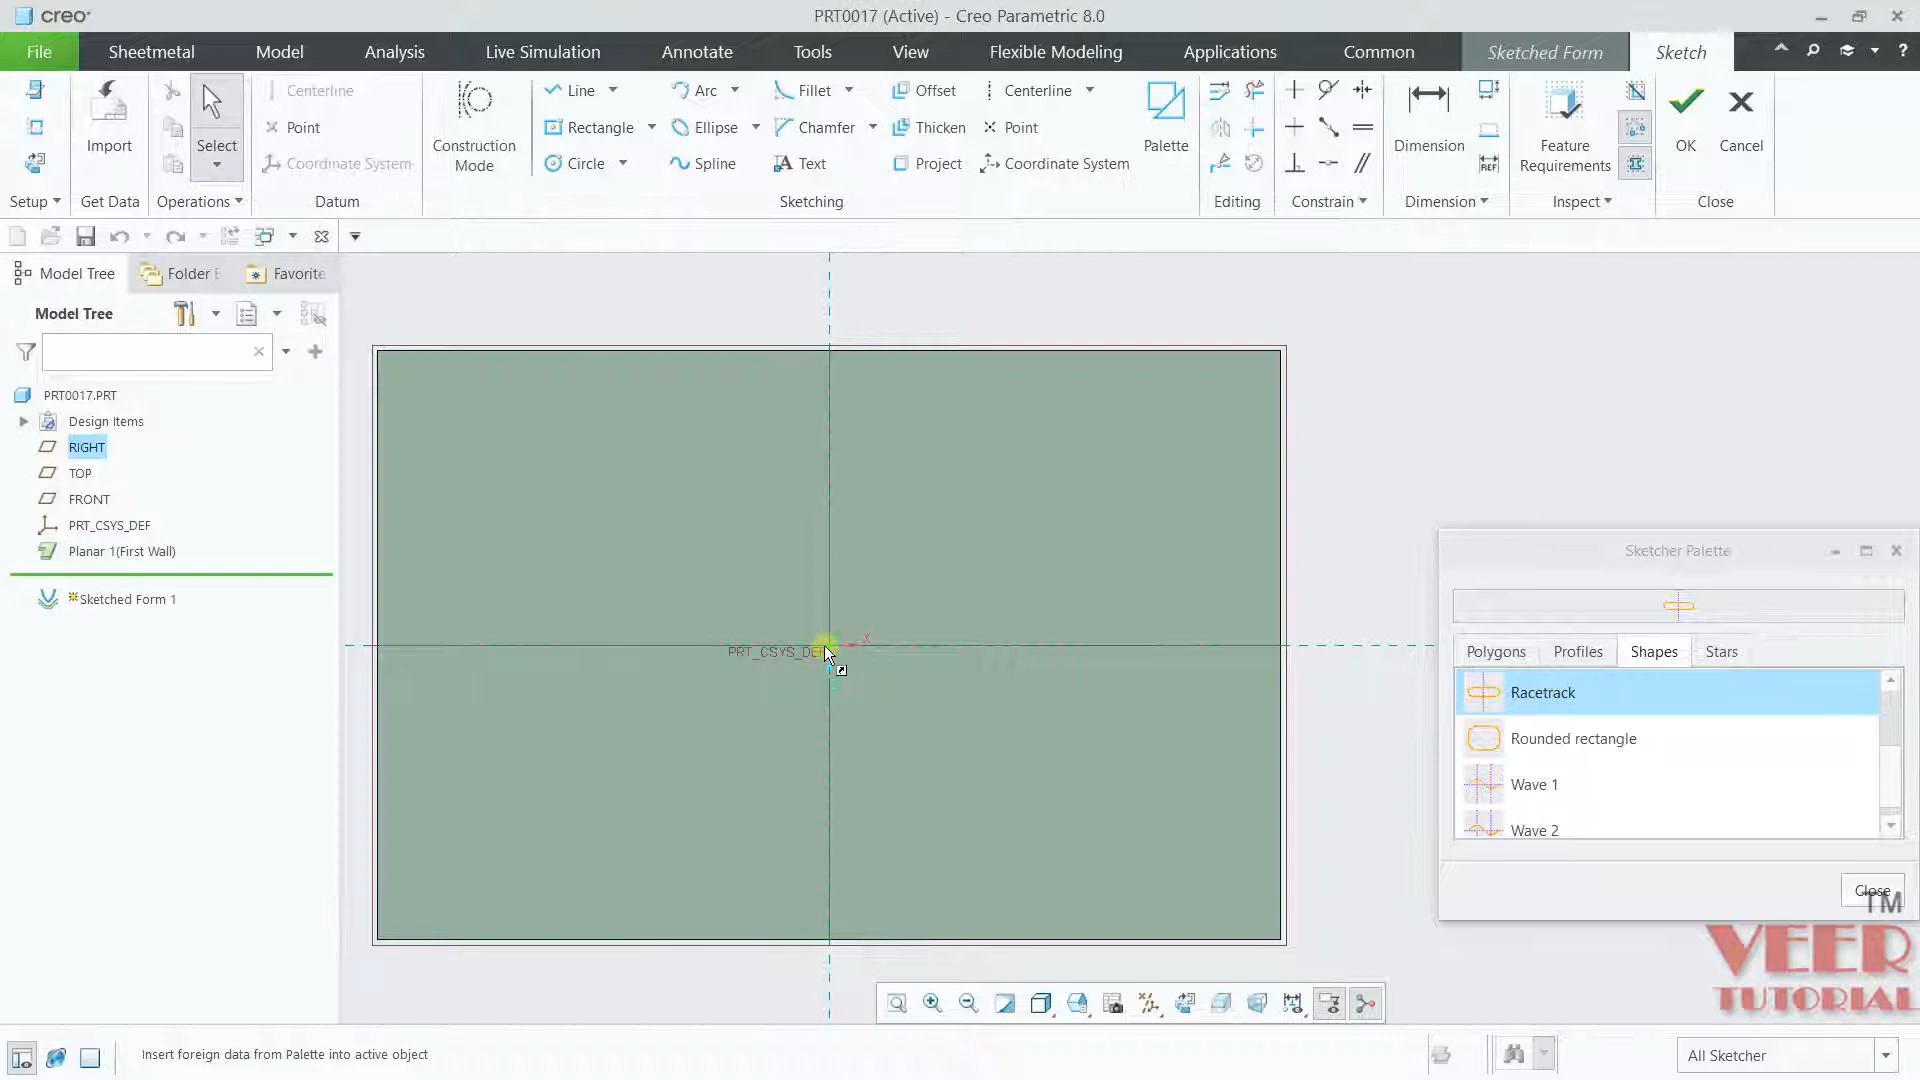 creo
PRT0017 (Active) - Creo Parametric 8.0
File Sheetmetal Model Analysis Live Simulation Annotate Tools View Flexible Modeling Applications Common Sketched Form Sketch
Centerline Line Arc Fillet Offset Centerline
Point Rectangle Ellipse Chamfer Thicken Point
Import Select Construction Mode Palette Dimension Feature Requirements OK Cancel
Coordinate System Circle Spline Text Project Coordinate System
REF
Setup Get Data Operations Datum Sketching Editing Constrain Dimension Inspect Close
Model Tree Folder Favorite
Model Tree
PRT0017.PRT
Design Items
RIGHT
TOP
FRONT
PRT_CSYS_DEF
Planar 1(First Wall)
Sketched Form 1
X
PRT_CSYS_DEF
Sketcher Palette
Polygons Profiles Shapes Stars
Racetrack
Rounded rectangle
Wave 1
Wave 2
Close
TM
VEER
TUTORIAL
Insert foreign data from Palette into active object
All Sketcher